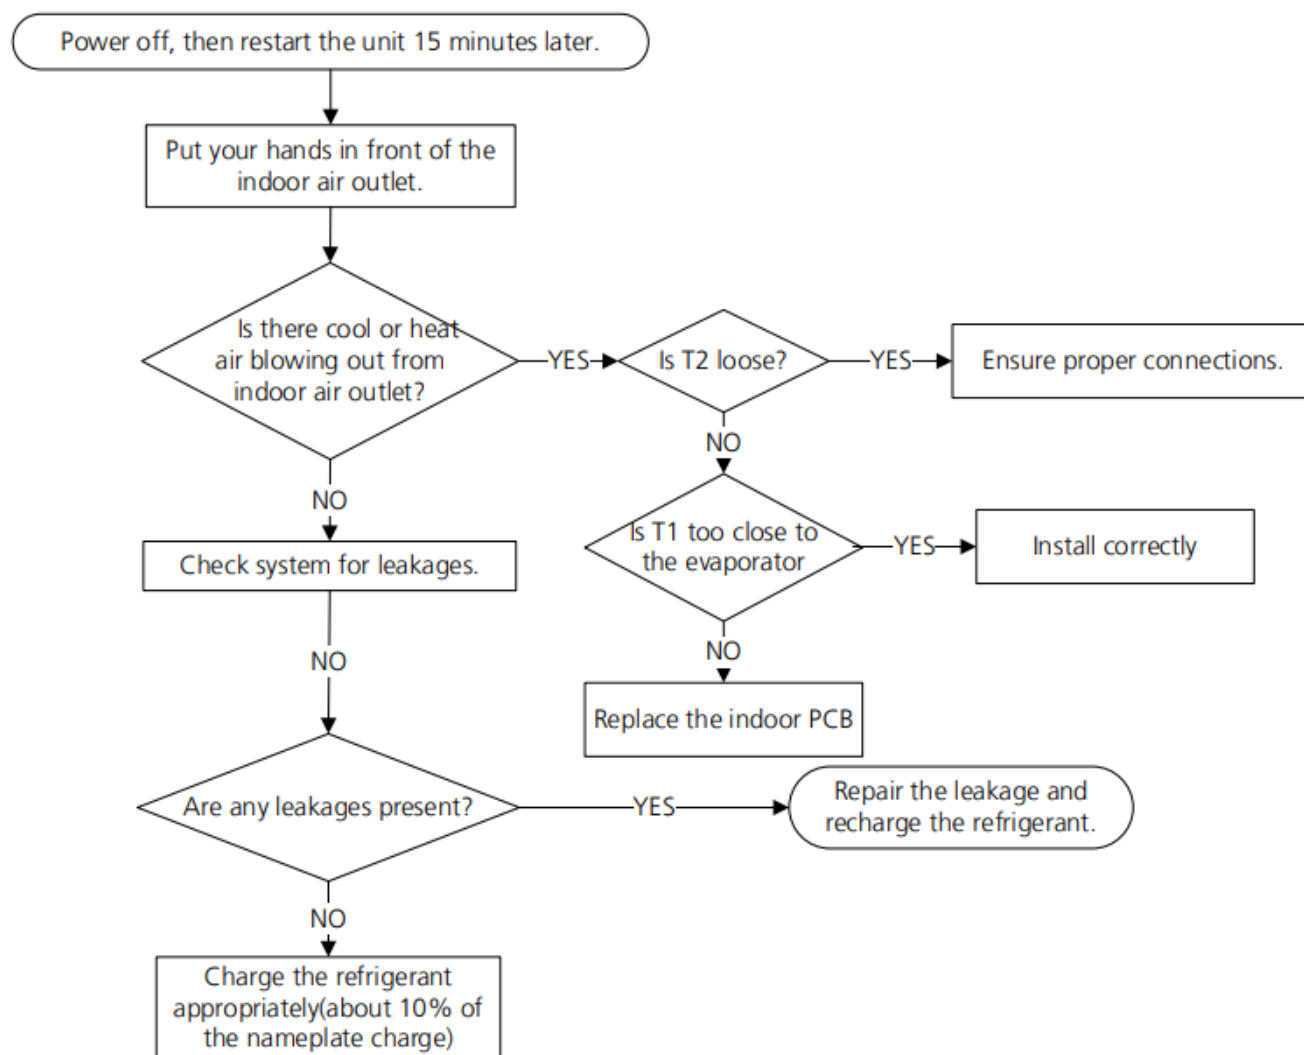 Power off, then restart the unit 15 minutes later.
Put your hands in front of the
indoor air outlet.
Is there cool or heat
air blowing out from
indoor air outlet?
YES
Is T2 loose?
YES
Ensure proper connections.
NO
NO
Is T1 too close to
the evaporator
YES
Install correctly
Check system for leakages.
NO
NO
Replace the indoor PCB
Are any leakages present?
YES
Repair the leakage and
recharge the refrigerant.
NO
Charge the refrigerant
appropriately(about 10% of
the nameplate charge)